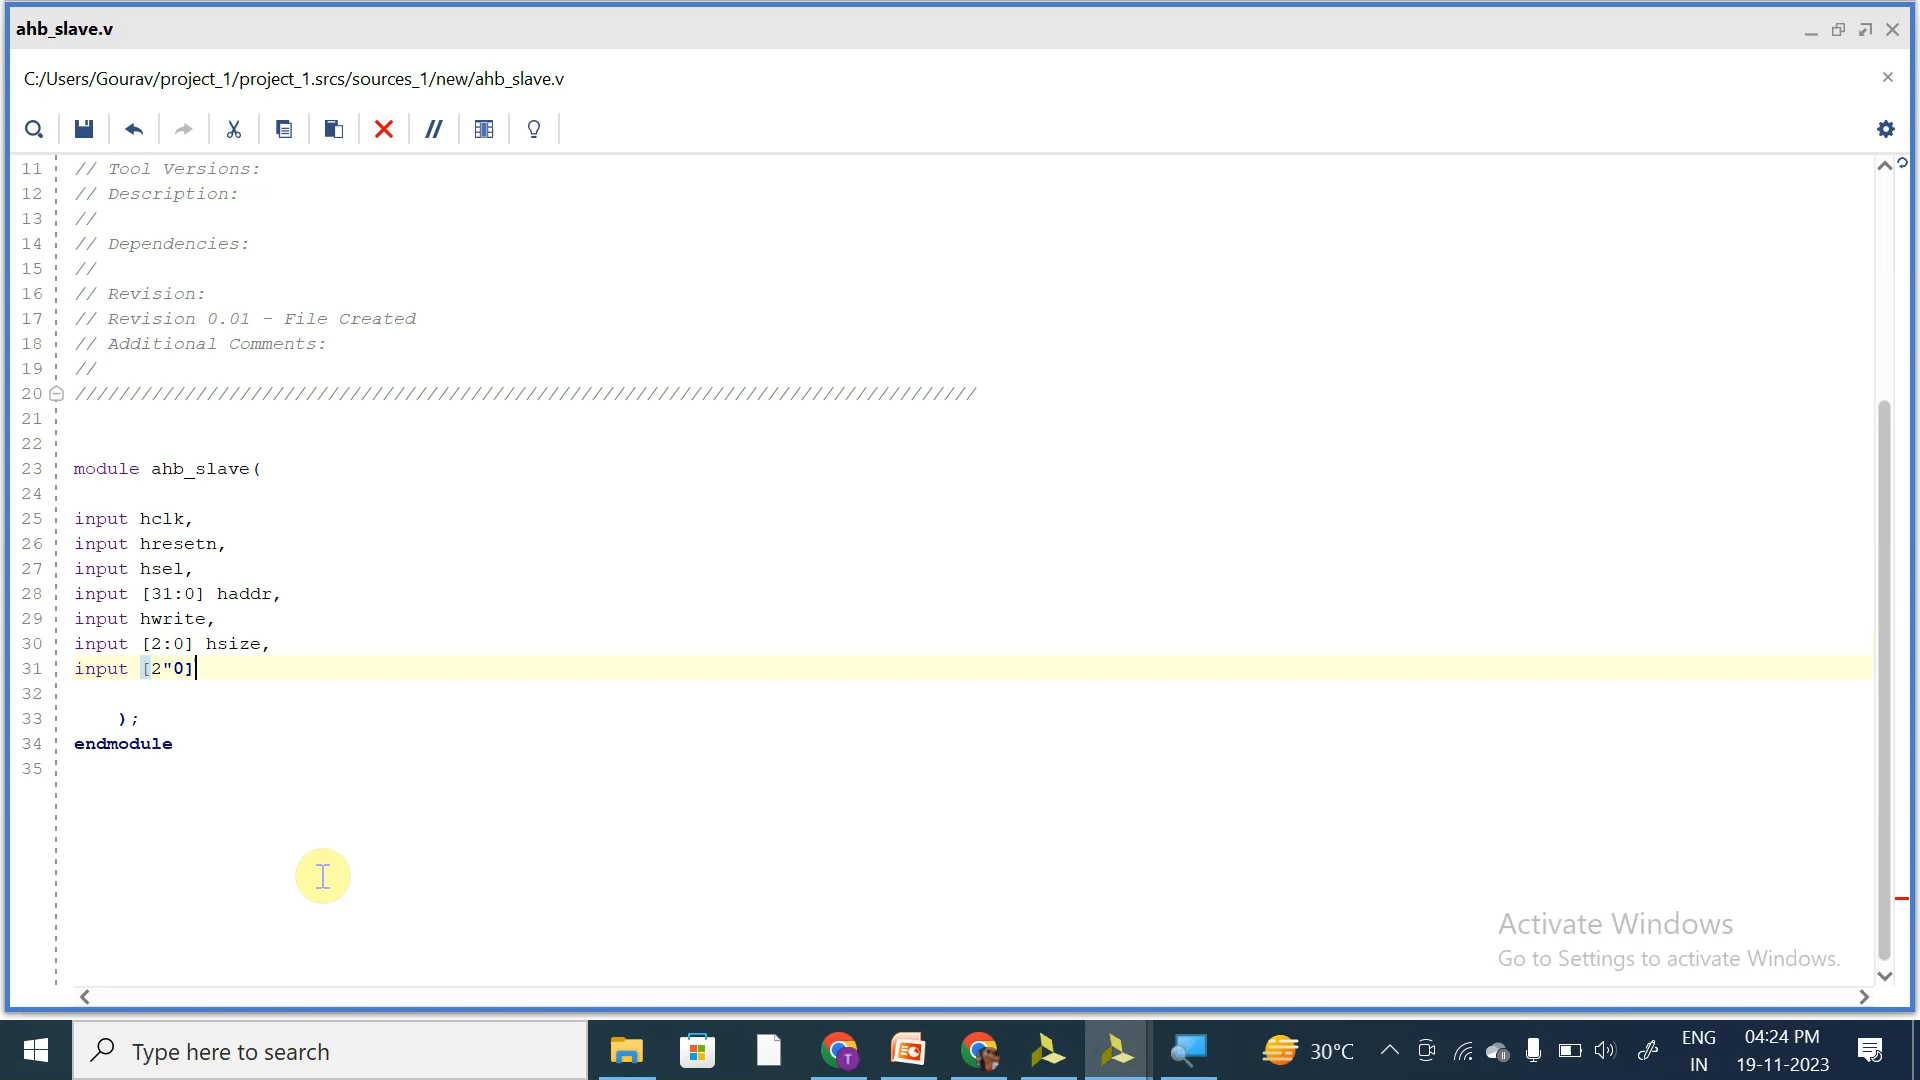 ahb_slave.v
C:/Users/Gourav/project_1/project_1.srcs/sources_1/new/ahb_slave.v
11 // Tool Versions:
12 // Description:
13 //
14 // Dependencies:
15 //
16 // Revision:
17 // Revision 0.01 - File Created
18 // Additional Comments:
19 //
20 //////////////////////////////////////////////////////////////////////////////////
21
22
23 module ahb_slave(
24
25 input hclk,
26 input hresetn,
27 input hsel,
28 input [31:0] haddr,
29 input hwrite,
30 input [2:0] hsize,
31 input [2"0]
32
33 );
34 endmodule
35
Activate Windows
Go to Settings to activate Windows.
Type here to search
T
30°C
ENG
IN
04:24 PM
19-11-2023